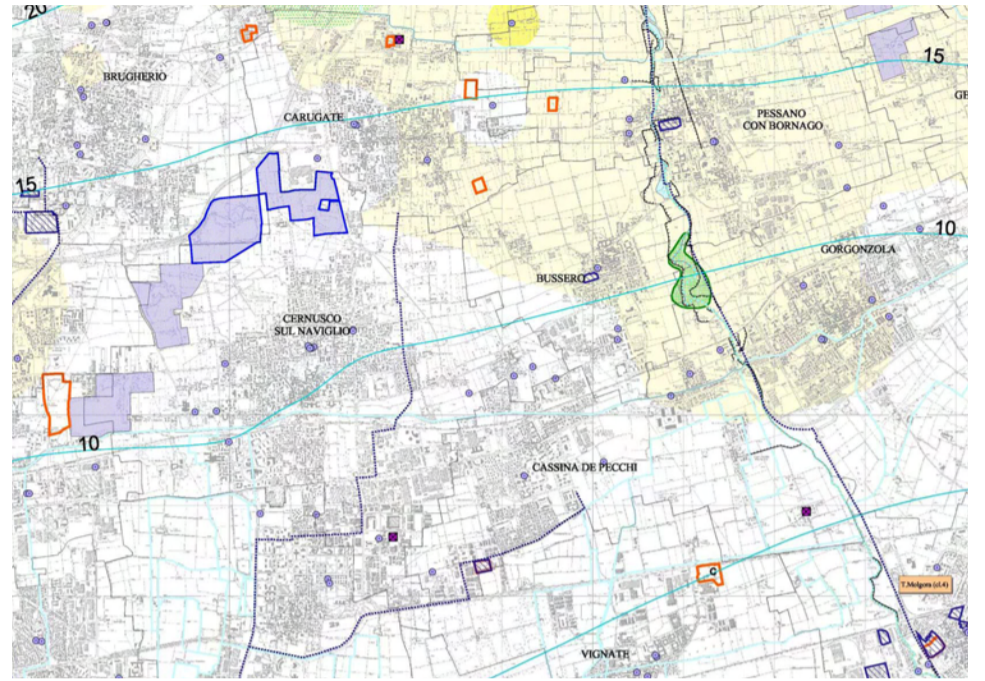 20
BRUGHERIO
15
CARUGATE
PESSANO
CON BORNAGO
GE
15
10
GORGONZOLA
BUSSERO
CERNUSCO
SUL NAVIGLIO
10
CASSINA DE PECCHI
C
T.Molgora (cl.4)
VIGNATE